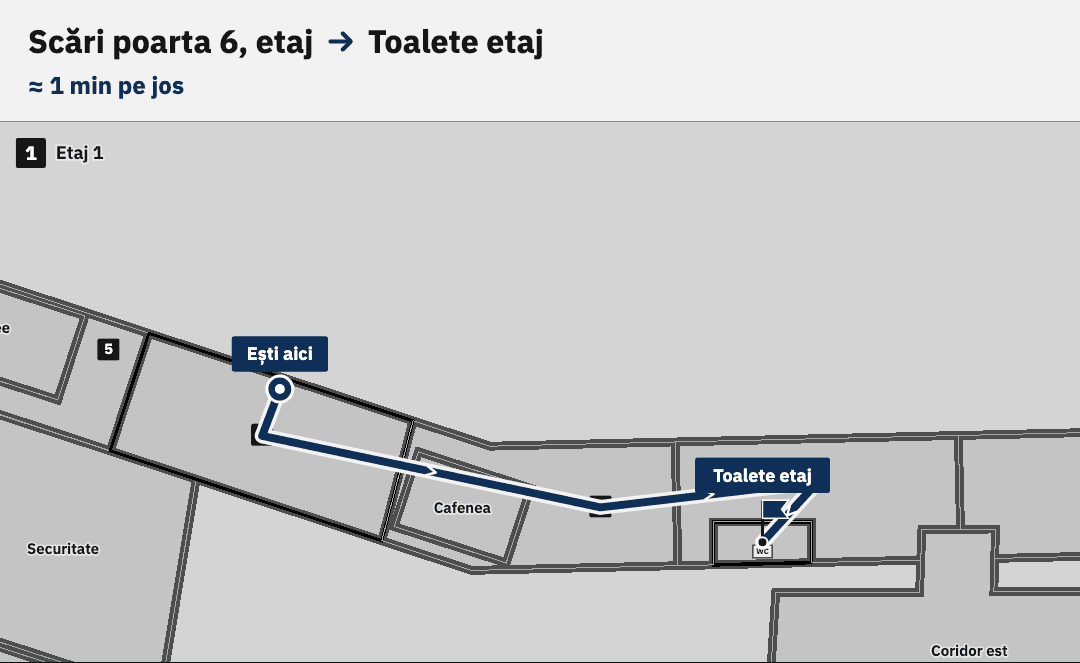 Scări poarta 6, etaj → Toalete etaj
≈ 1 min pe jos
1 Etaj 1
5
Ești aici
Toalete etaj
Cafenea
Securitate
WC
Coridor est